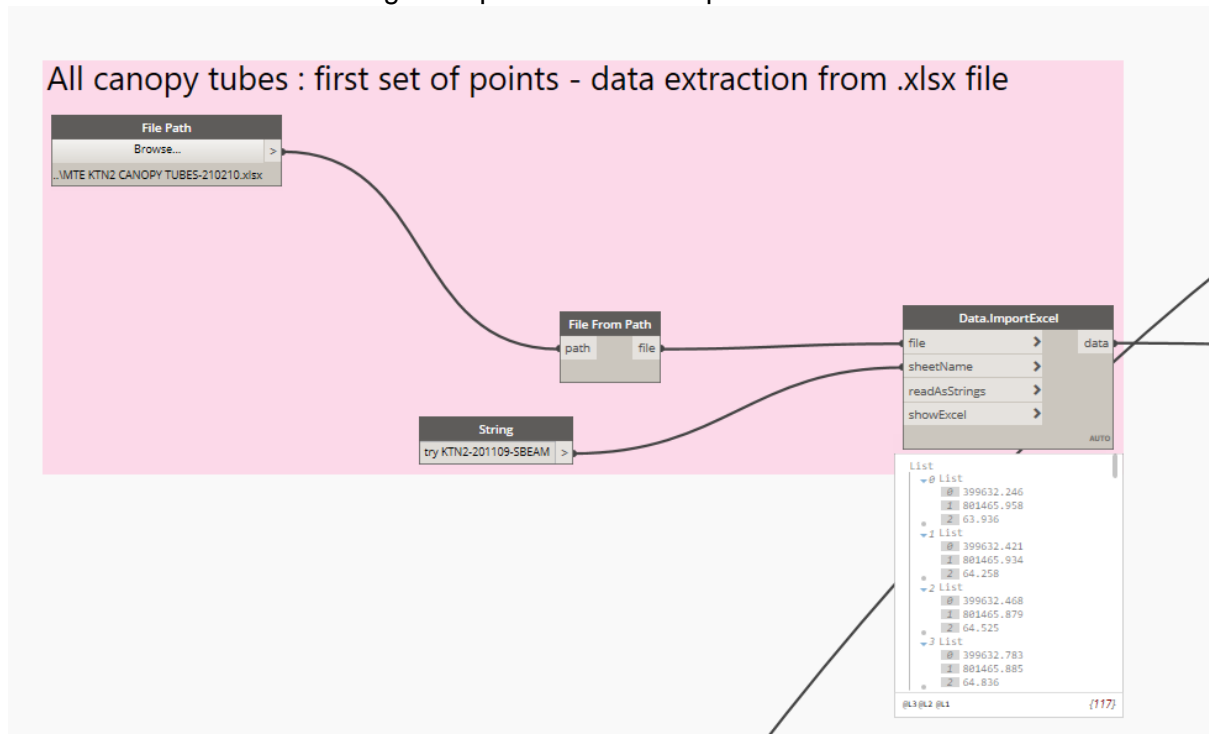 All canopy tubes : first set of points - data extraction from .xlsx file
File Path
Browse...
>
..\MTE KTN2 CANOPY TUBES-210210.xlsx
File From Path
path file
String
try KTN2-201109-SBEAM >
Data.ImportExcel
file > data
sheetName >
readAsStrings >
showExcel >
AUTO
List
0 List
0 399632.246
1 801465.958
2 63.936
1 List
0 399632.421
1 801465.934
2 64.258
2 List
0 399632.468
1 801465.879
2 64.525
3 List
0 399632.783
1 801465.885
2 64.836
@L3 @L2 @L1 {117}